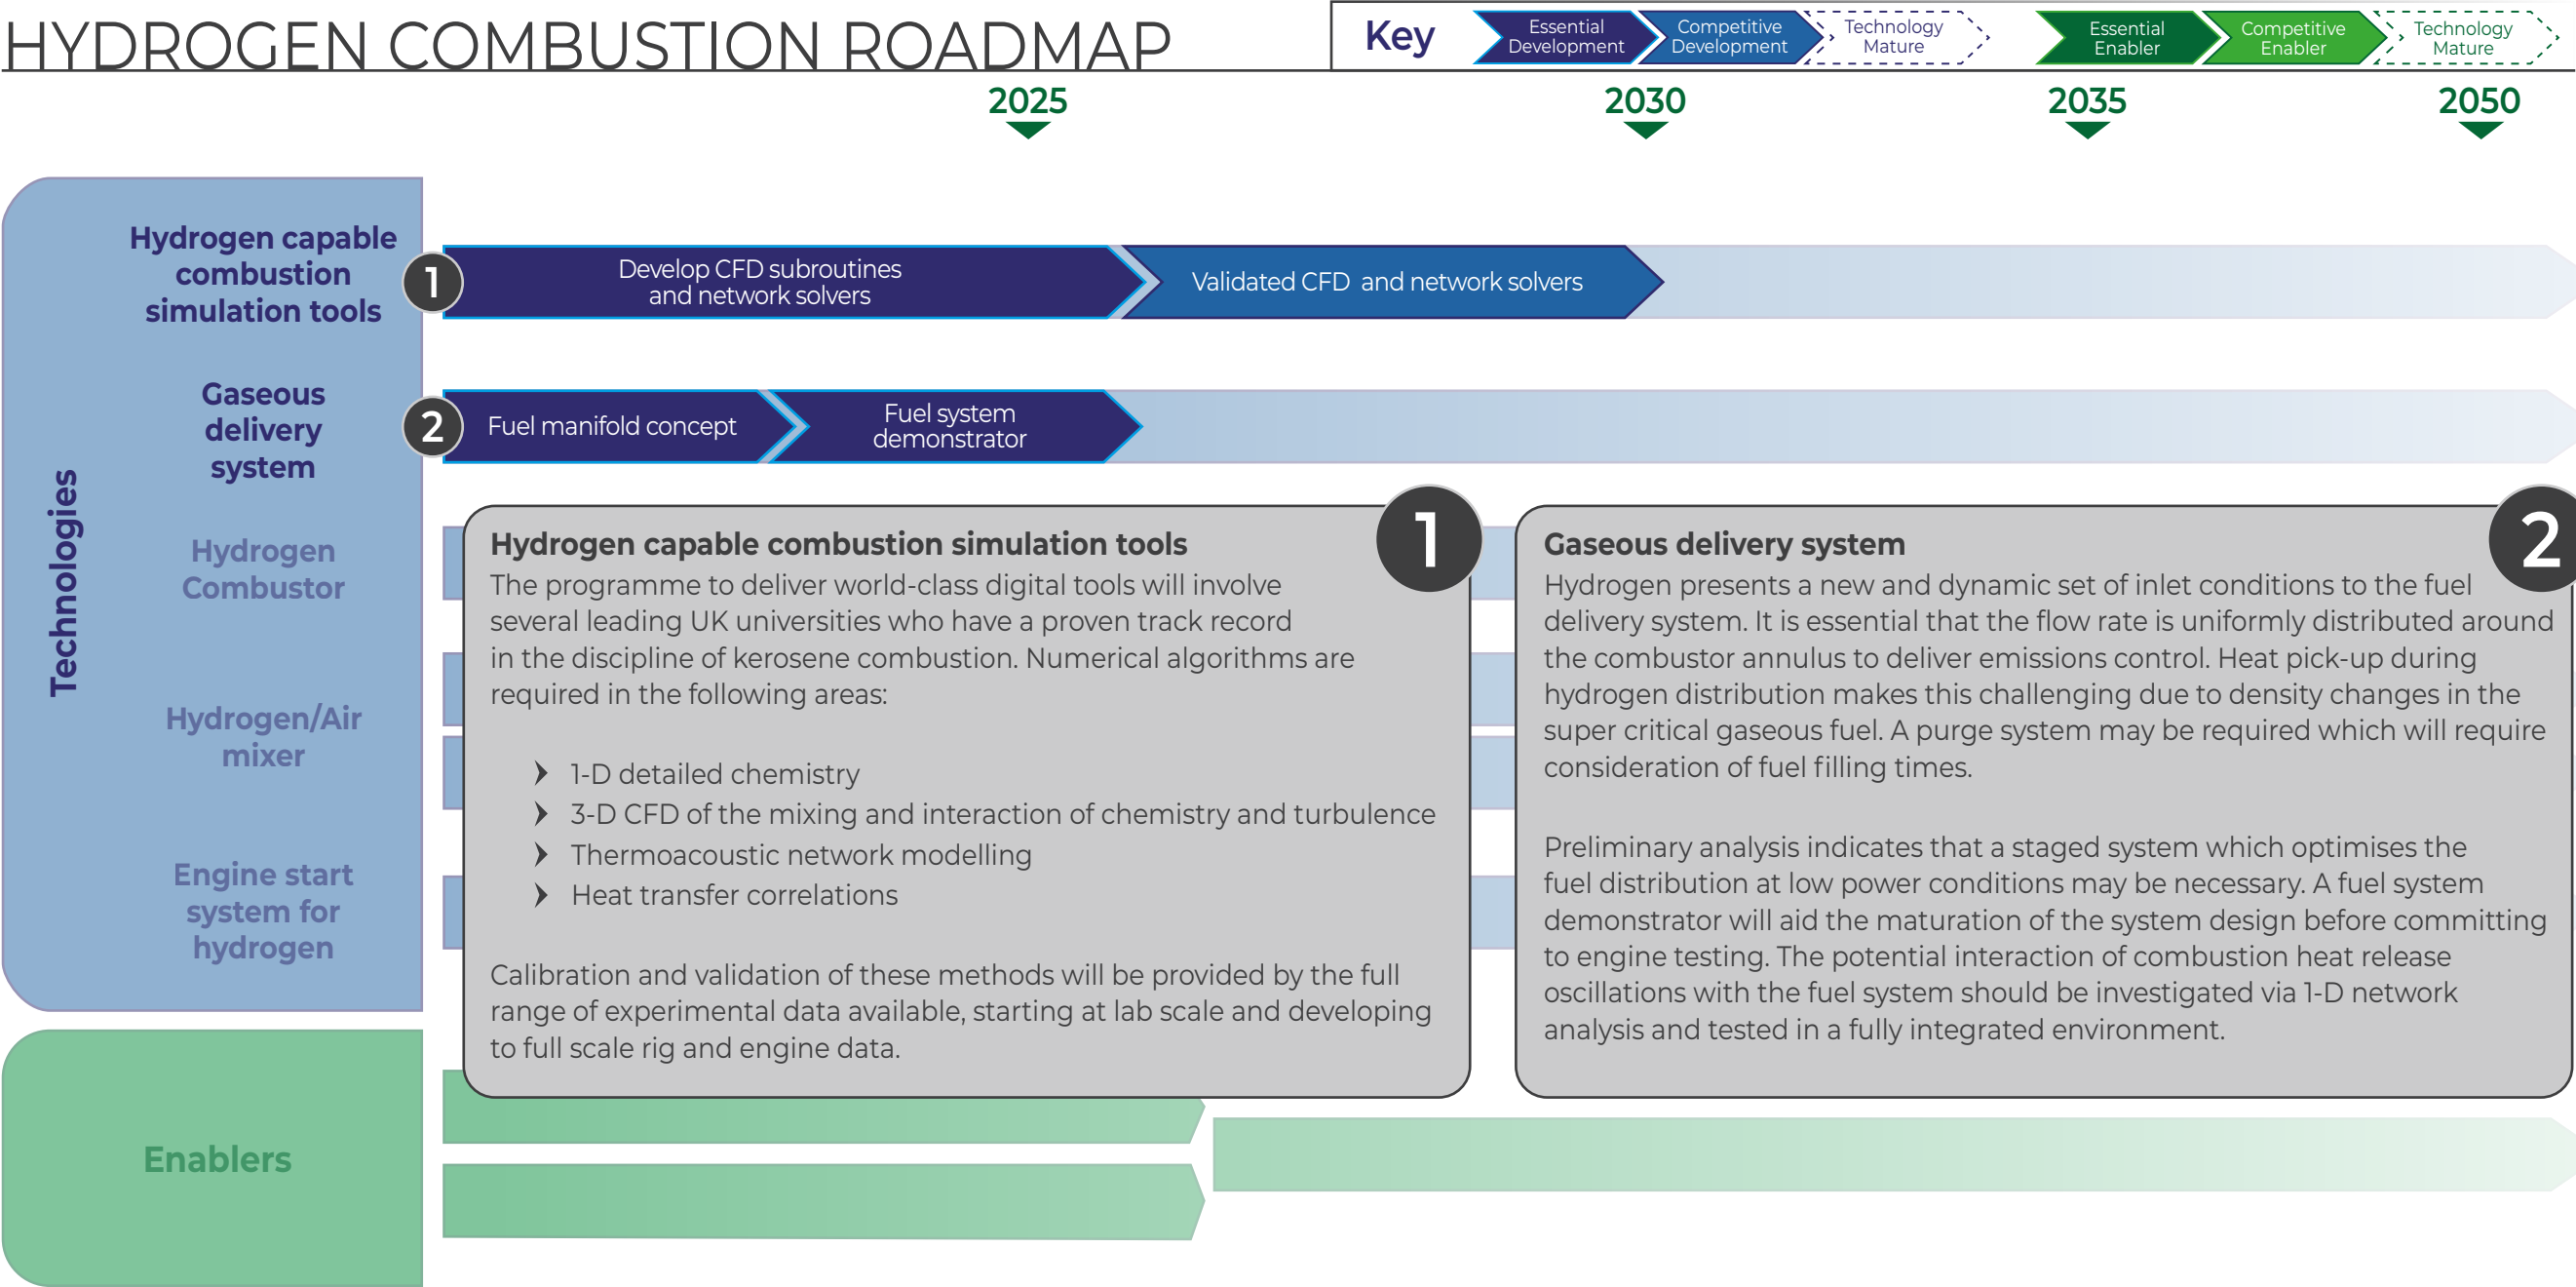 HYDROGEN COMBUSTION ROADMAP
Key
Essential
Development
Competitive
Development
Technology
Mature
Essential
Enabler
Competitive
Enabler
Technology
Mature
2025
2030
2035
2050
Technologies
Hydrogen capable
combustion
simulation tools
1
Develop CFD subroutines
and network solvers
Validated CFD and network solvers
Gaseous
delivery
system
2
Fuel manifold concept
Fuel system
demonstrator
Hydrogen
Combustor
Hydrogen/Air
mixer
Engine start
system for
hydrogen
1
Hydrogen capable combustion simulation tools
The programme to deliver world-class digital tools will involve
several leading UK universities who have a proven track record
in the discipline of kerosene combustion. Numerical algorithms are
required in the following areas:
1-D detailed chemistry
3-D CFD of the mixing and interaction of chemistry and turbulence
Thermoacoustic network modelling
Heat transfer correlations
Calibration and validation of these methods will be provided by the full
range of experimental data available, starting at lab scale and developing
to full scale rig and engine data.
2
Gaseous delivery system
Hydrogen presents a new and dynamic set of inlet conditions to the fuel
delivery system. It is essential that the flow rate is uniformly distributed around
the combustor annulus to deliver emissions control. Heat pick-up during
hydrogen distribution makes this challenging due to density changes in the
super critical gaseous fuel. A purge system may be required which will require
consideration of fuel filling times.
Preliminary analysis indicates that a staged system which optimises the
fuel distribution at low power conditions may be necessary. A fuel system
demonstrator will aid the maturation of the system design before committing
to engine testing. The potential interaction of combustion heat release
oscillations with the fuel system should be investigated via 1-D network
analysis and tested in a fully integrated environment.
Enablers